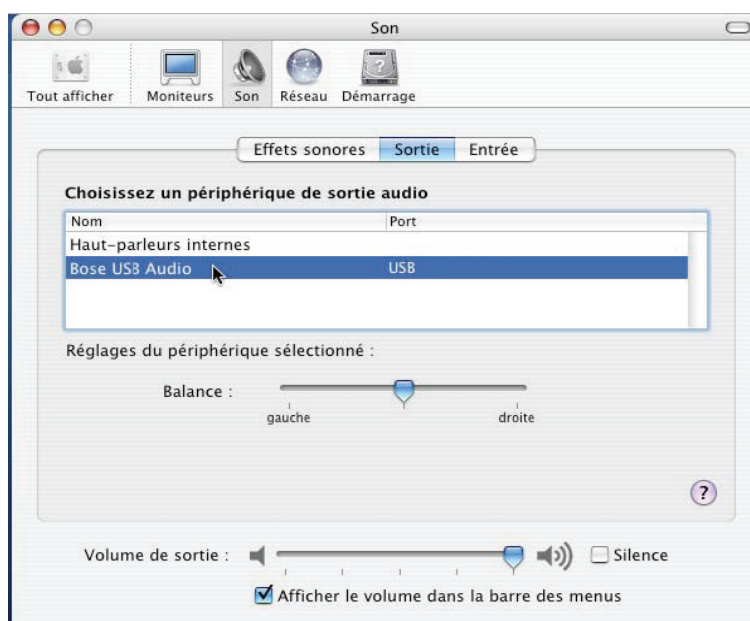 Son
Tout afficher Moniteurs Son Réseau Démarrage
Effets sonores Sortie Entrée
Choisissez un périphérique de sortie audio
Nom Port
Haut-parleurs internes
Bose USB Audio USB
Réglages du périphérique sélectionné :
Balance :
gauche droite
?
Volume de sortie : Silence
Afficher le volume dans la barre des menus